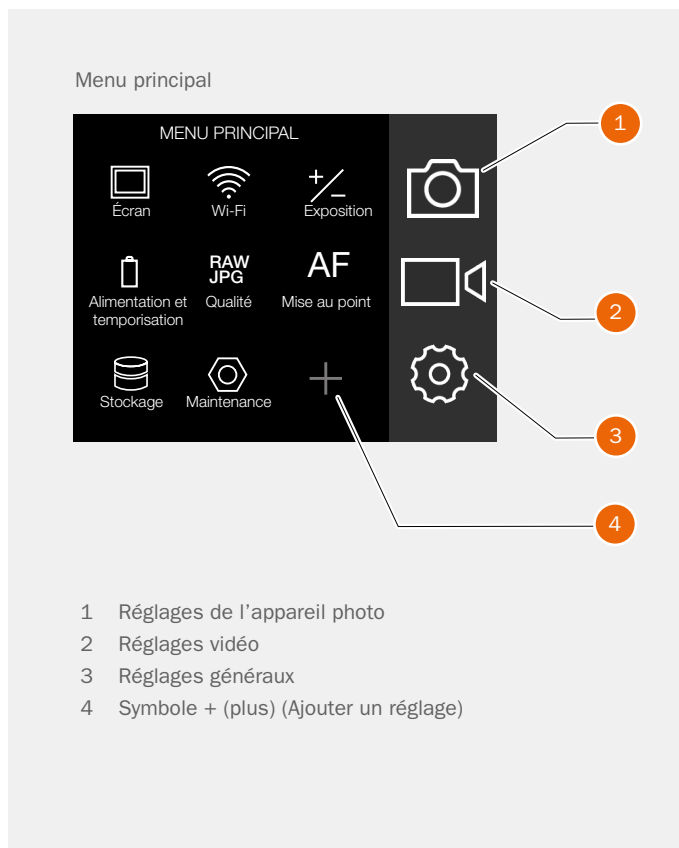 Menu principal
MENU PRINCIPAL
Écran
Wi-Fi
Exposition
RAW
JPG
AF
Alimentation et
temporisation
Qualité
Mise au point
Stockage
Maintenance
1
2
3
4
1 Réglages de l’appareil photo
2 Réglages vidéo
3 Réglages généraux
4 Symbole + (plus) (Ajouter un réglage)